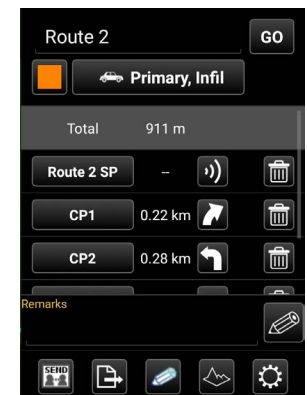 Route 2
GO
Primary, Infil
Total 911 m
Route 2 SP --
CP1 0.22 km
CP2 0.28 km
Remarks
SEND